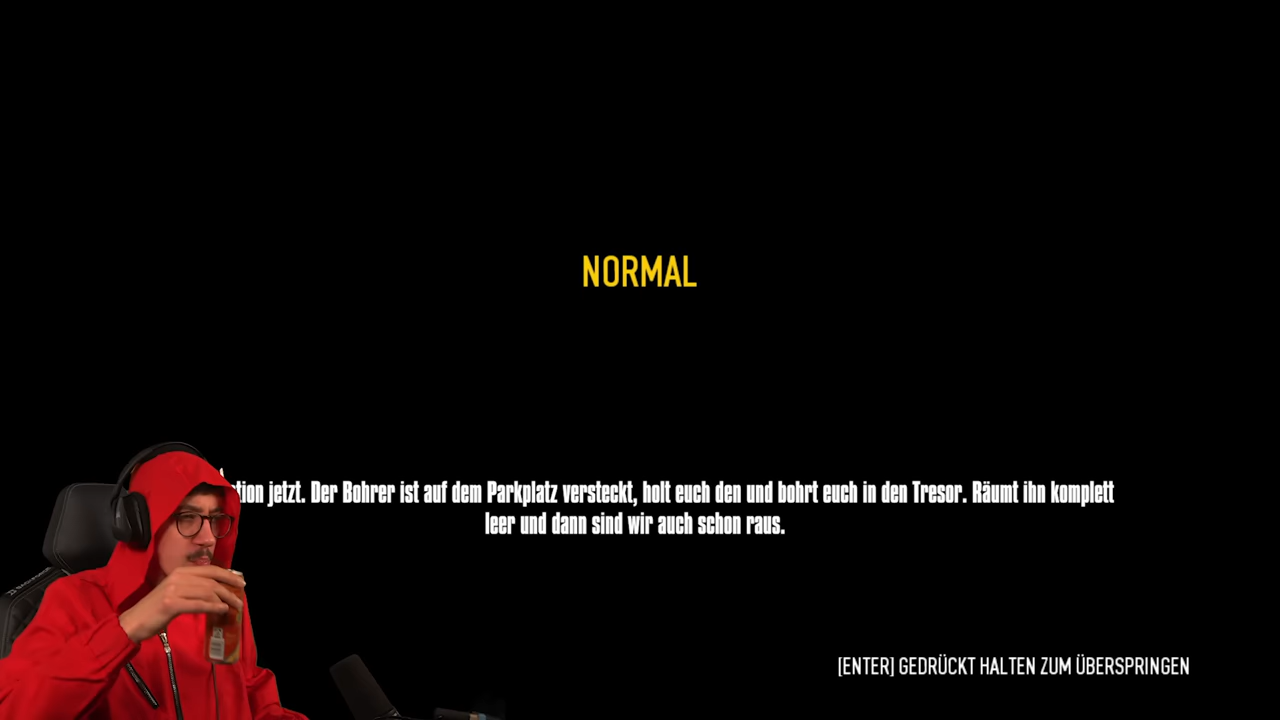 NORMAL
jetzt. Der Bohrer ist auf dem Parkplatz versteckt, holt euch den und bohrt euch in den Tresor. Räumt ihn komplett
leer und dann sind wir auch schon raus.
[ENTER] GEDRÜCKT HALTEN ZUM ÜBERSPRINGEN